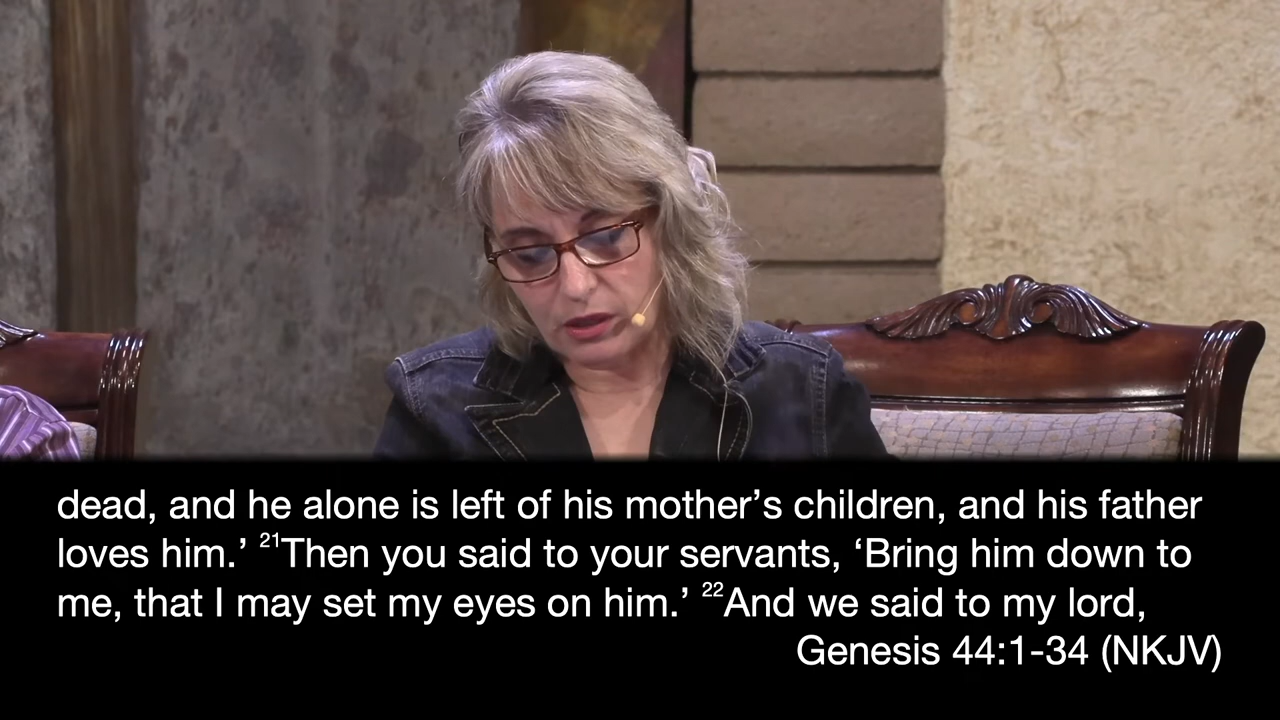 dead, and he alone is left of his mother’s children, and his father
loves him.’ ²¹Then you said to your servants, ‘Bring him down to
me, that I may set my eyes on him.’ ²²And we said to my lord,
Genesis 44:1-34 (NKJV)